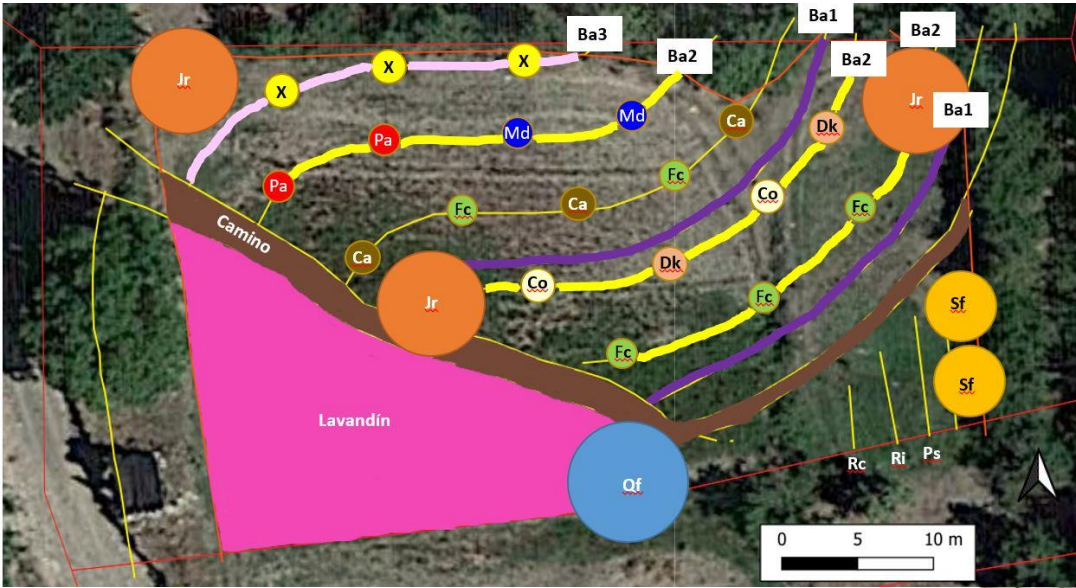 Ba3
Ba1
Ba2
Ba2
Ba2
Jr
X
X
X
Jr
Ba1
Md
Md
Ca
Dk
Pa
Pa
Fc
Co
Fc
Ca
Fc
Camino
Ca
Dk
Co
Fc
Jr
Sf
Fc
Sf
Lavandín
Rc
Ri
Ps
Qf
0
5
10 m